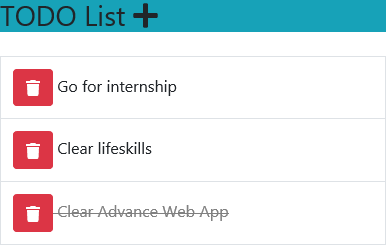 TODO List
Go for internship
Clear lifeskills
Clear Advance Web App